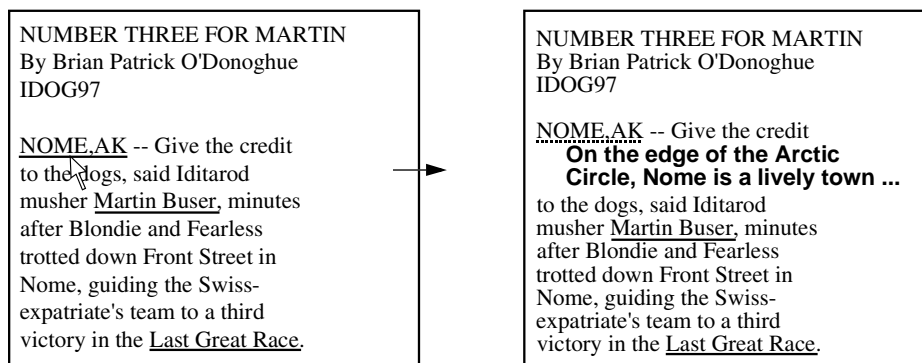 NUMBER THREE FOR MARTIN
By Brian Patrick O'Donoghue
IDOG97
NOME,AK -- Give the credit
to the dogs, said Iditarod
musher Martin Buser, minutes
after Blondie and Fearless
trotted down Front Street in
Nome, guiding the Swiss-
expatriate's team to a third
victory in the Last Great Race.
NUMBER THREE FOR MARTIN
By Brian Patrick O'Donoghue
IDOG97
NOME,AK -- Give the credit
On the edge of the Arctic
Circle, Nome is a lively town ...
to the dogs, said Iditarod
musher Martin Buser, minutes
after Blondie and Fearless
trotted down Front Street in
Nome, guiding the Swiss-
expatriate's team to a third
victory in the Last Great Race.